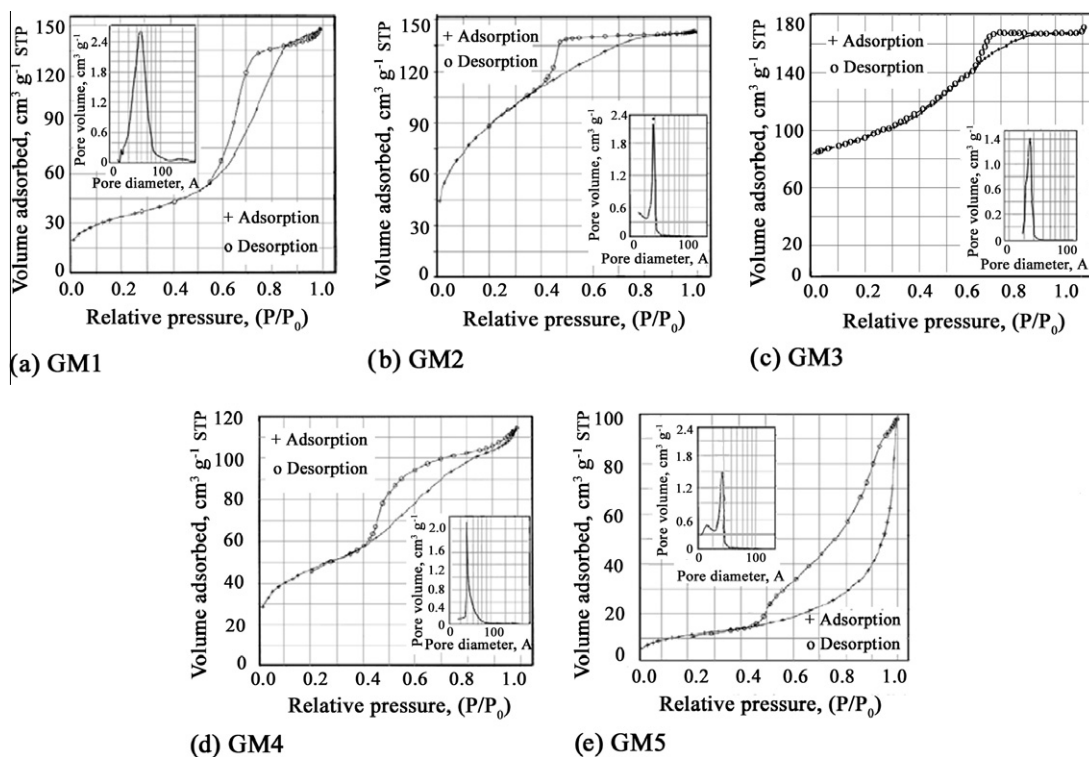 Volume adsorbed, cm³ g⁻¹ STP
150
120
90
60
30
0
2.4
1.8
1.2
0.6
0
100
Pore volume, cm³ g⁻¹
Pore diameter, A
+ Adsorption
o Desorption
0.0 0.2 0.4 0.6 0.8 1.0
Relative pressure, (P/P₀)
(a) GM1
Volume adsorbed, cm³ g⁻¹ STP
150
120
90
60
30
0
+ Adsorption
o Desorption
Pore volume, cm³ g⁻¹
2.4
1.8
1.2
0.6
0
100
Pore diameter, A
0.0 0.2 0.4 0.6 0.8 1.0
Relative pressure, (P/P₀)
(b) GM2
Volume adsorbed, cm³ g⁻¹ STP
180
140
100
60
20
0
+ Adsorption
o Desorption
Pore volume, cm³ g⁻¹
1.4
1.0
0.6
0.2
0
100
Pore diameter, A
0.0 0.2 0.4 0.6 0.8 1.0
Relative pressure, (P/P₀)
(c) GM3
Volume adsorbed, cm³ g⁻¹ STP
120
100
80
60
40
20
0
+ Adsorption
o Desorption
Pore volume, cm³ g⁻¹
2.0
1.6
1.2
0.8
0.4
0
100
Pore diameter, A
0.0 0.2 0.4 0.6 0.8 1.0
Relative pressure, (P/P₀)
(d) GM4
Volume adsorbed, cm³ g⁻¹ STP
100
80
60
40
20
0
Pore volume, cm³ g⁻¹
2.4
1.8
1.2
0.6
0
0
100
Pore diameter, A
+ Adsorption
o Desorption
0.0 0.2 0.4 0.6 0.8 1.0
Relative pressure, (P/P₀)
(e) GM5